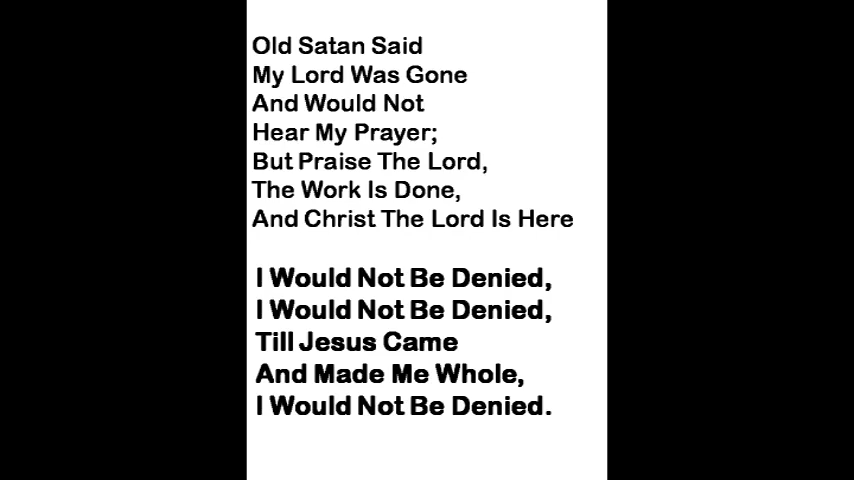 Old Satan Said
My Lord Was Gone
And Would Not
Hear My Prayer;
But Praise The Lord,
The Work Is Done,
And Christ The Lord Is Here
I Would Not Be Denied,
I Would Not Be Denied,
Till Jesus Came
And Made Me Whole,
I Would Not Be Denied.